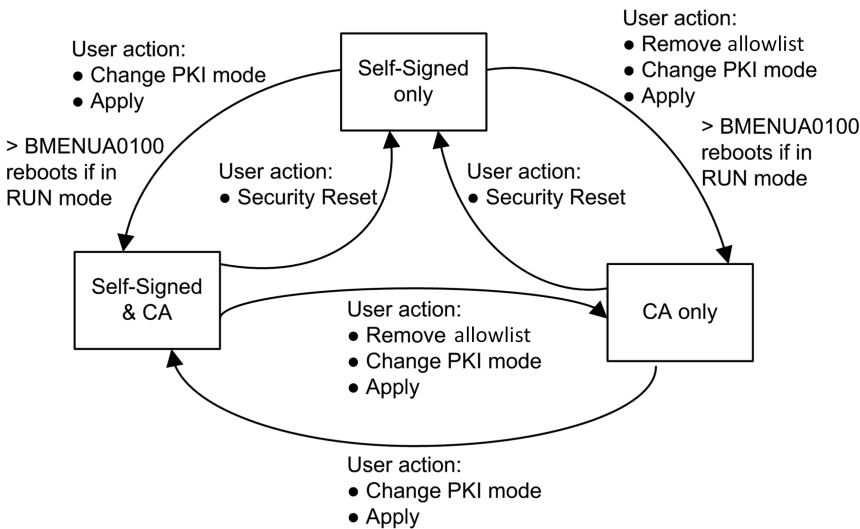 User action:
● Change PKI mode
● Apply
> BMENUA0100
reboots if in
RUN mode
Self-Signed
only
User action:
● Remove allowlist
● Change PKI mode
● Apply
> BMENUA0100
reboots if in
RUN mode
User action:
● Security Reset
User action:
● Security Reset
Self-Signed
& CA
User action:
● Remove allowlist
● Change PKI mode
● Apply
CA only
User action:
● Change PKI mode
● Apply